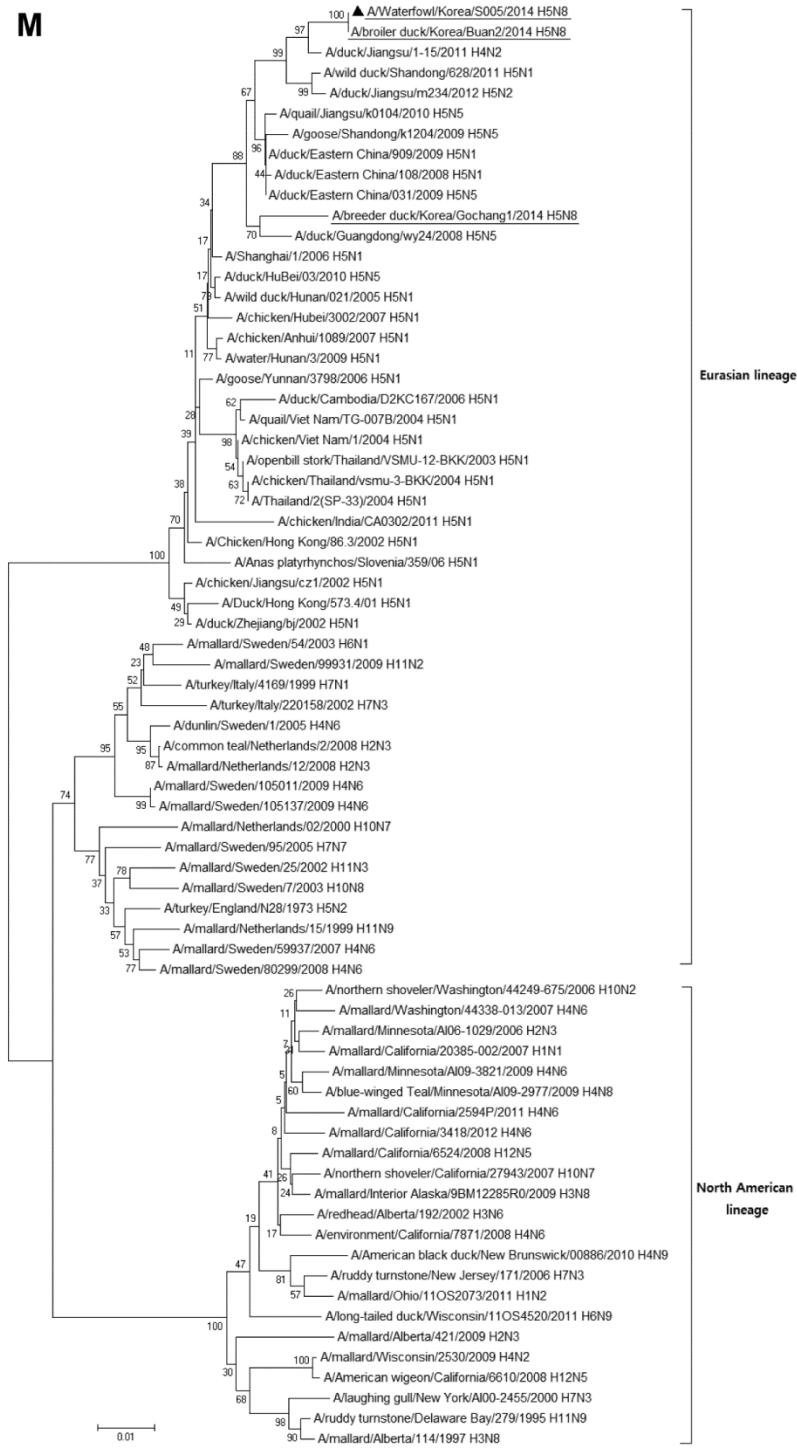 M
A/Waterfowl/Korea/S005/2014 H5N8
A/broiler duck/Korea/Buan2/2014 H5N8
A/duck/Jiangsu/1-15/2011 H4N2
A/wild duck/Shandong/628/2011 H5N1
A/duck/Jiangsu/m234/2012 H5N2
A/quail/Jiangsu/k0104/2010 H5N5
A/goose/Shandong/k1204/2009 H5N5
A/duck/Eastern China/909/2009 H5N1
A/duck/Eastern China/108/2008 H5N1
A/duck/Eastern China/031/2009 H5N5
A/breeder duck/Korea/Gochang1/2014 H5N8
A/duck/Guangdong/wy24/2008 H5N5
A/Shanghai/1/2006 H5N1
A/duck/HuBei/03/2010 H5N5
A/wild duck/Hunan/021/2005 H5N1
A/chicken/Hubei/3002/2007 H5N1
A/chicken/Anhui/1089/2007 H5N1
A/water/Hunan/3/2009 H5N1
A/goose/Yunnan/3798/2006 H5N1
A/duck/Cambodia/D2KC167/2006 H5N1
A/quail/Viet Nam/TG-007B/2004 H5N1
A/chicken/Viet Nam/1/2004 H5N1
A/openbill stork/Thailand/VSMU-12-BKK/2003 H5N1
A/chicken/Thailand/vsmu-3-BKK/2004 H5N1
A/Thailand/2(SP-33)/2004 H5N1
A/chicken/India/CA0302/2011 H5N1
A/Chicken/Hong Kong/86.3/2002 H5N1
A/Anas platyrhynchos/Slovenia/359/06 H5N1
A/chicken/Jiangsu/cz1/2002 H5N1
A/Duck/Hong Kong/573.4/01 H5N1
A/duck/Zhejiang/bj/2002 H5N1
A/mallard/Sweden/54/2003 H6N1
A/mallard/Sweden/99931/2009 H11N2
A/turkey/Italy/4169/1999 H7N1
A/turkey/Italy/220158/2002 H7N3
A/dunlin/Sweden/1/2005 H4N6
A/common teal/Netherlands/2/2008 H2N3
A/mallard/Netherlands/12/2008 H2N3
A/mallard/Sweden/105011/2009 H4N6
A/mallard/Sweden/105137/2009 H4N6
A/mallard/Netherlands/02/2000 H10N7
A/mallard/Sweden/95/2005 H7N7
A/mallard/Sweden/25/2002 H11N3
A/mallard/Sweden/7/2003 H10N8
A/turkey/England/N28/1973 H5N2
A/mallard/Netherlands/15/1999 H11N9
A/mallard/Sweden/59937/2007 H4N6
A/mallard/Sweden/80299/2008 H4N6
A/northern shoveler/Washington/44249-675/2006 H10N2
A/mallard/Washington/44338-013/2007 H4N6
A/mallard/Minnesota/AI06-1029/2006 H2N3
A/mallard/California/20385-002/2007 H1N1
A/mallard/Minnesota/AI09-3821/2009 H4N6
A/blue-winged Teal/Minnesota/AI09-2977/2009 H4N8
A/mallard/California/2594P/2011 H4N6
A/mallard/California/3418/2012 H4N6
A/mallard/California/6524/2008 H12N5
A/northern shoveler/California/27943/2007 H10N7
A/mallard/Interior Alaska/9BM12285R0/2009 H3N8
A/redhead/Alberta/192/2002 H3N6
A/environment/California/7871/2008 H4N6
A/American black duck/New Brunswick/00886/2010 H4N9
A/ruddy turnstone/New Jersey/171/2006 H7N3
A/mallard/Ohio/11OS2073/2011 H1N2
A/long-tailed duck/Wisconsin/11OS4520/2011 H6N9
A/mallard/Alberta/421/2009 H2N3
A/mallard/Wisconsin/2530/2009 H4N2
A/American wigeon/California/6610/2008 H12N5
A/laughing gull/New York/AI00-2455/2000 H7N3
A/ruddy turnstone/Delaware Bay/279/1995 H11N9
A/mallard/Alberta/114/1997 H3N8
Eurasian lineage
North American
lineage
100
97
99
99
67
96
44
88
70
34
17
17
51
77
11
62
28
98
54
63
72
39
38
70
100
49
29
48
23
52
55
95
87
95
99
74
77
37
78
33
57
53
77
26
11
7
60
5
5
8
26
24
41
17
19
81
57
47
100
30
100
68
98
90
0.01